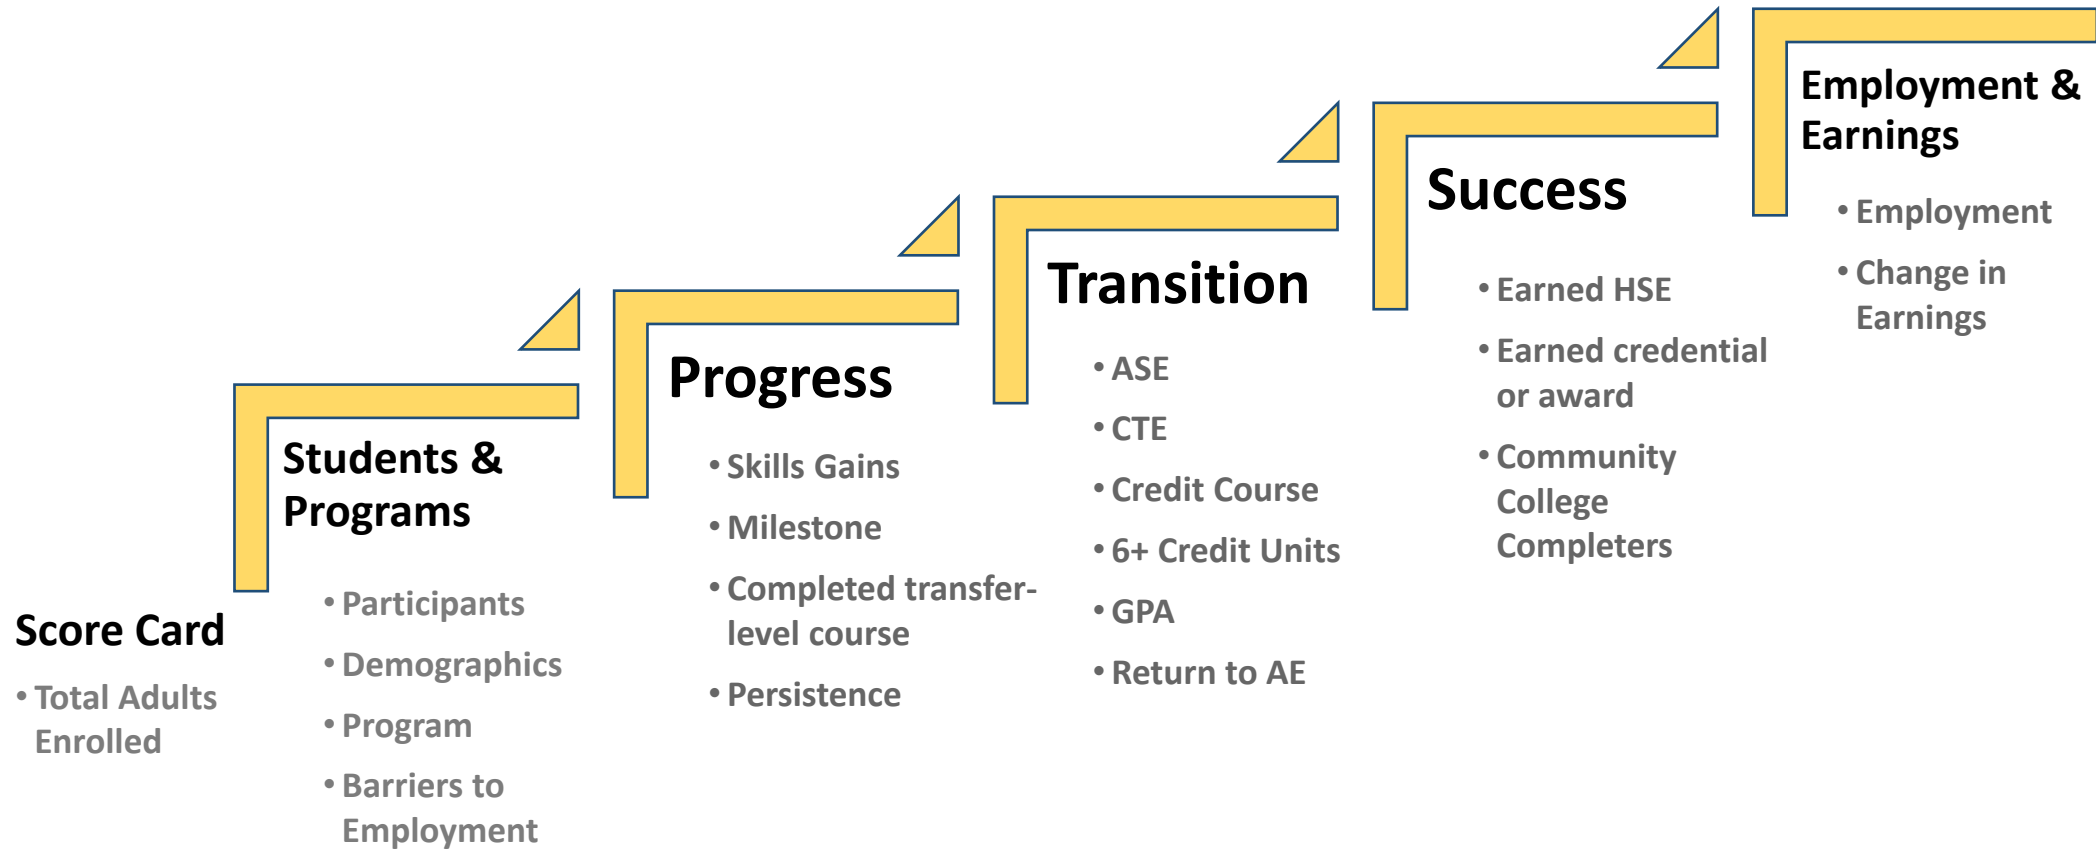 Score Card
• Total Adults
Enrolled
Students &
Programs
• Participants
• Demographics
• Program
• Barriers to
Employment
Progress
• Skills Gains
• Milestone
• Completed transfer-
level course
• Persistence
Transition
• ASE
• CTE
• Credit Course
• 6+ Credit Units
• GPA
• Return to AE
Success
• Earned HSE
• Earned credential
or award
• Community
College
Completers
Employment &
Earnings
• Employment
• Change in
Earnings